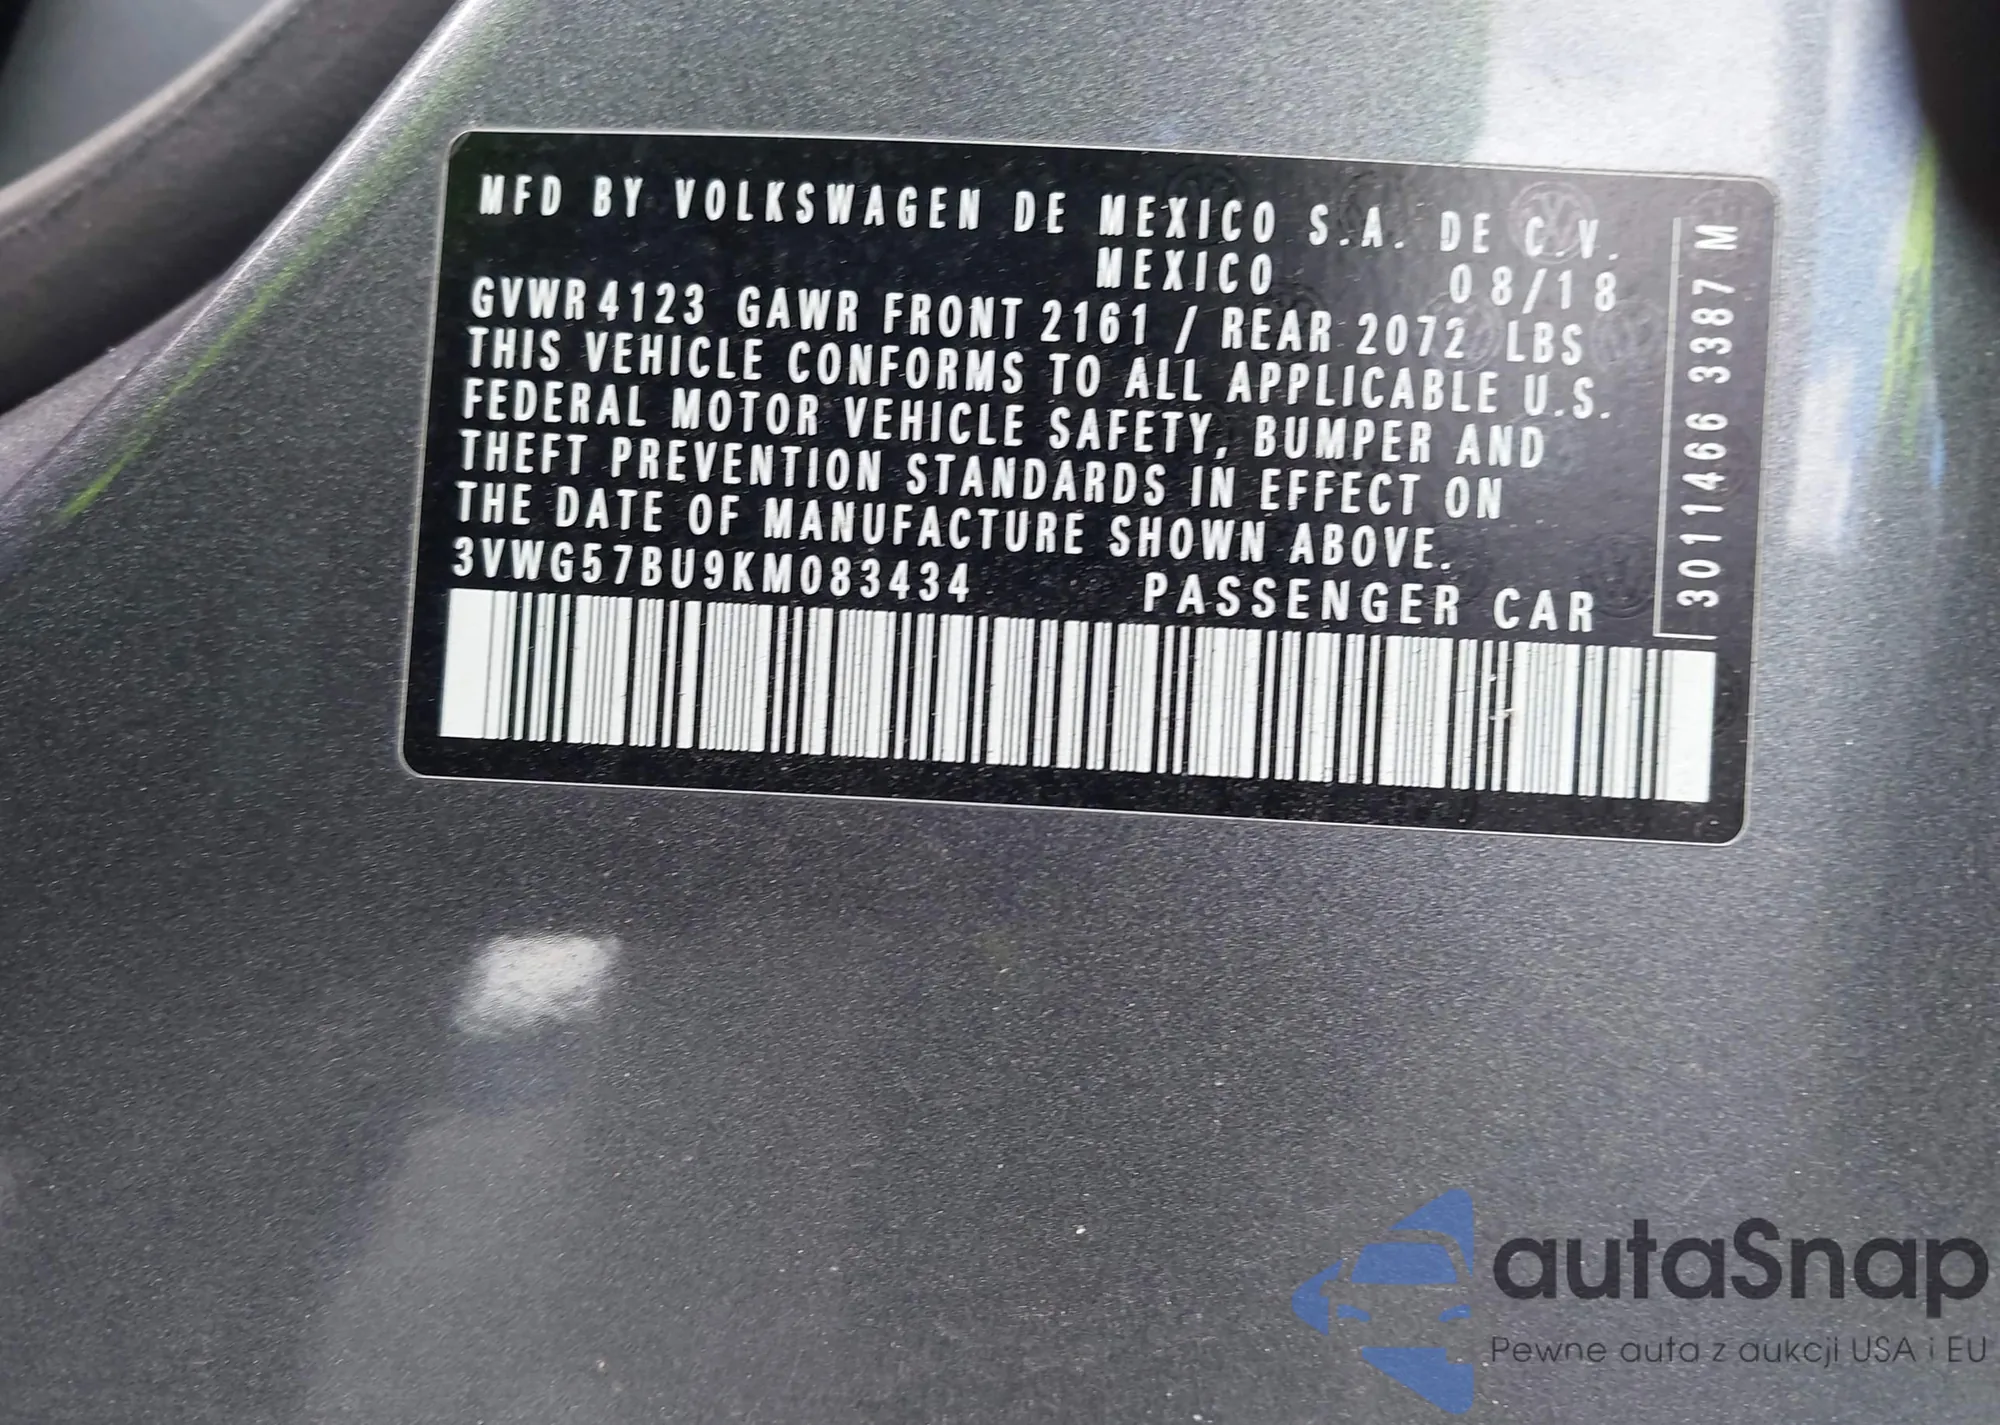 MFD BY VOLKSWAGEN DE MEXICO S.A. DE C.V.
MEXICO 08/18
GVWR 4123 GAWR FRONT 2161 / REAR 2072 LBS
THIS VEHICLE CONFORMS TO ALL APPLICABLE U.S.
FEDERAL MOTOR VEHICLE SAFETY, BUMPER AND
THEFT PREVENTION STANDARDS IN EFFECT ON
THE DATE OF MANUFACTURE SHOWN ABOVE.
3VWG57BU9KM083434 PASSENGER CAR
3011466 3387 M
autaSnap
Pewne auta z aukcji USA i EU